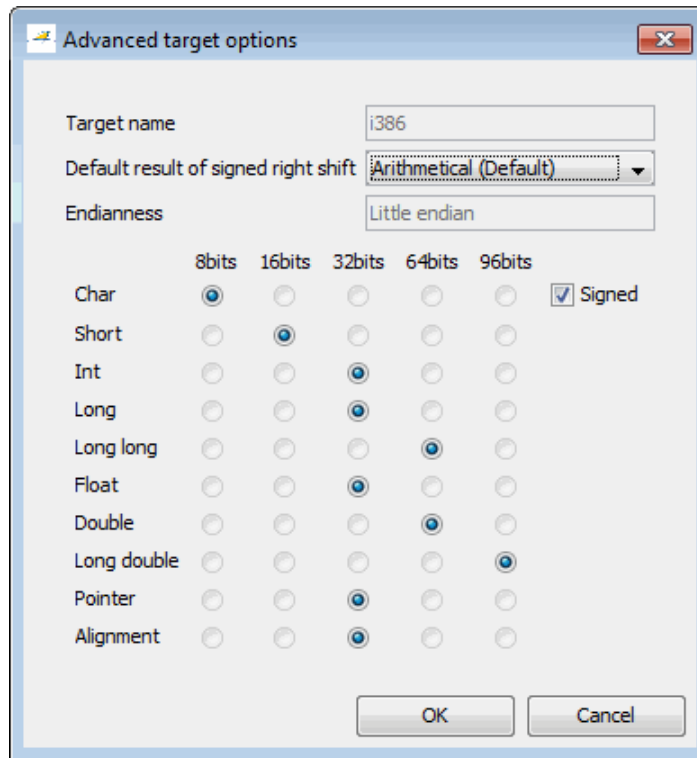 Advanced target options
Target name i386
Default result of signed right shift Arithmetical (Default)
Endianness Little endian
8bits 16bits 32bits 64bits 96bits
Char Signed
Short
Int
Long
Long long
Float
Double
Long double
Pointer
Alignment
OK Cancel